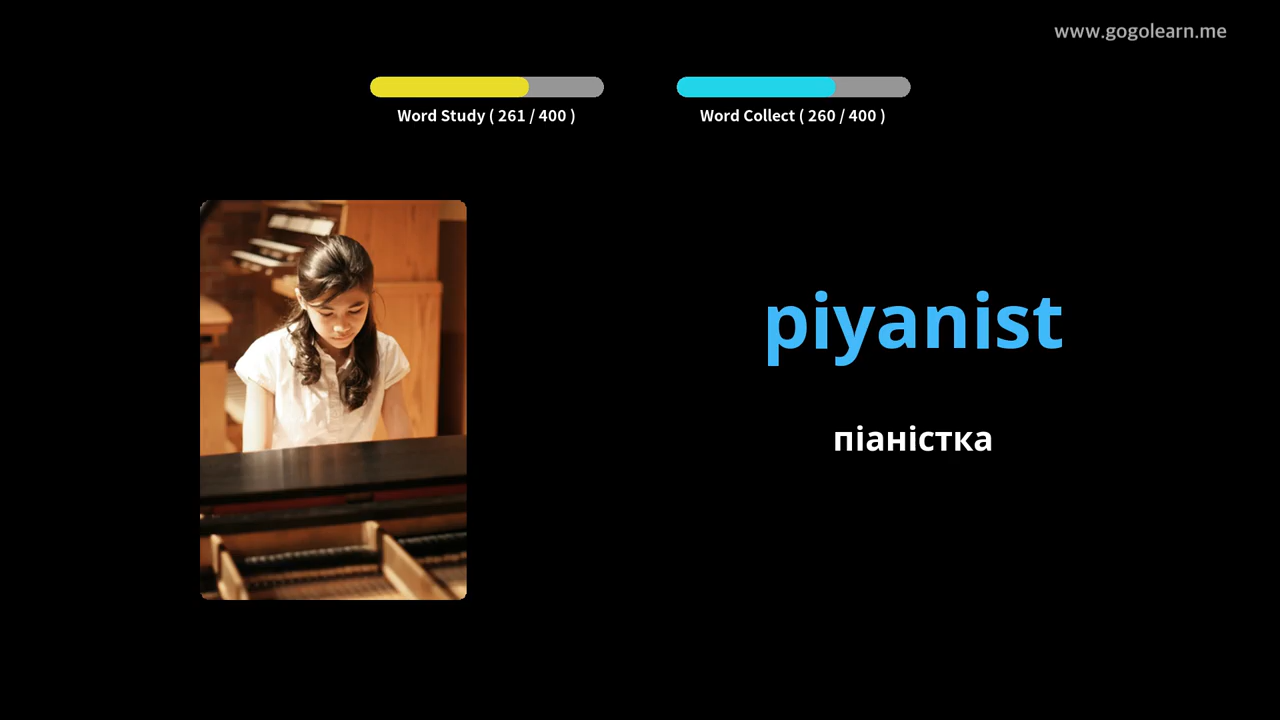 www.gogolearn.me
Word Study ( 261 / 400 )
Word Collect ( 260 / 400 )
piyanist
піаністка